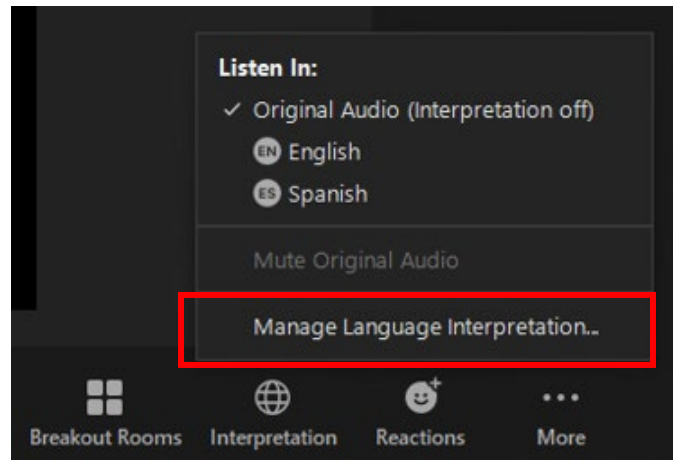 Listen In:
✓ Original Audio (Interpretation off)
EN English
ES Spanish
Mute Original Audio
Manage Language Interpretation...
Breakout Rooms Interpretation Reactions More